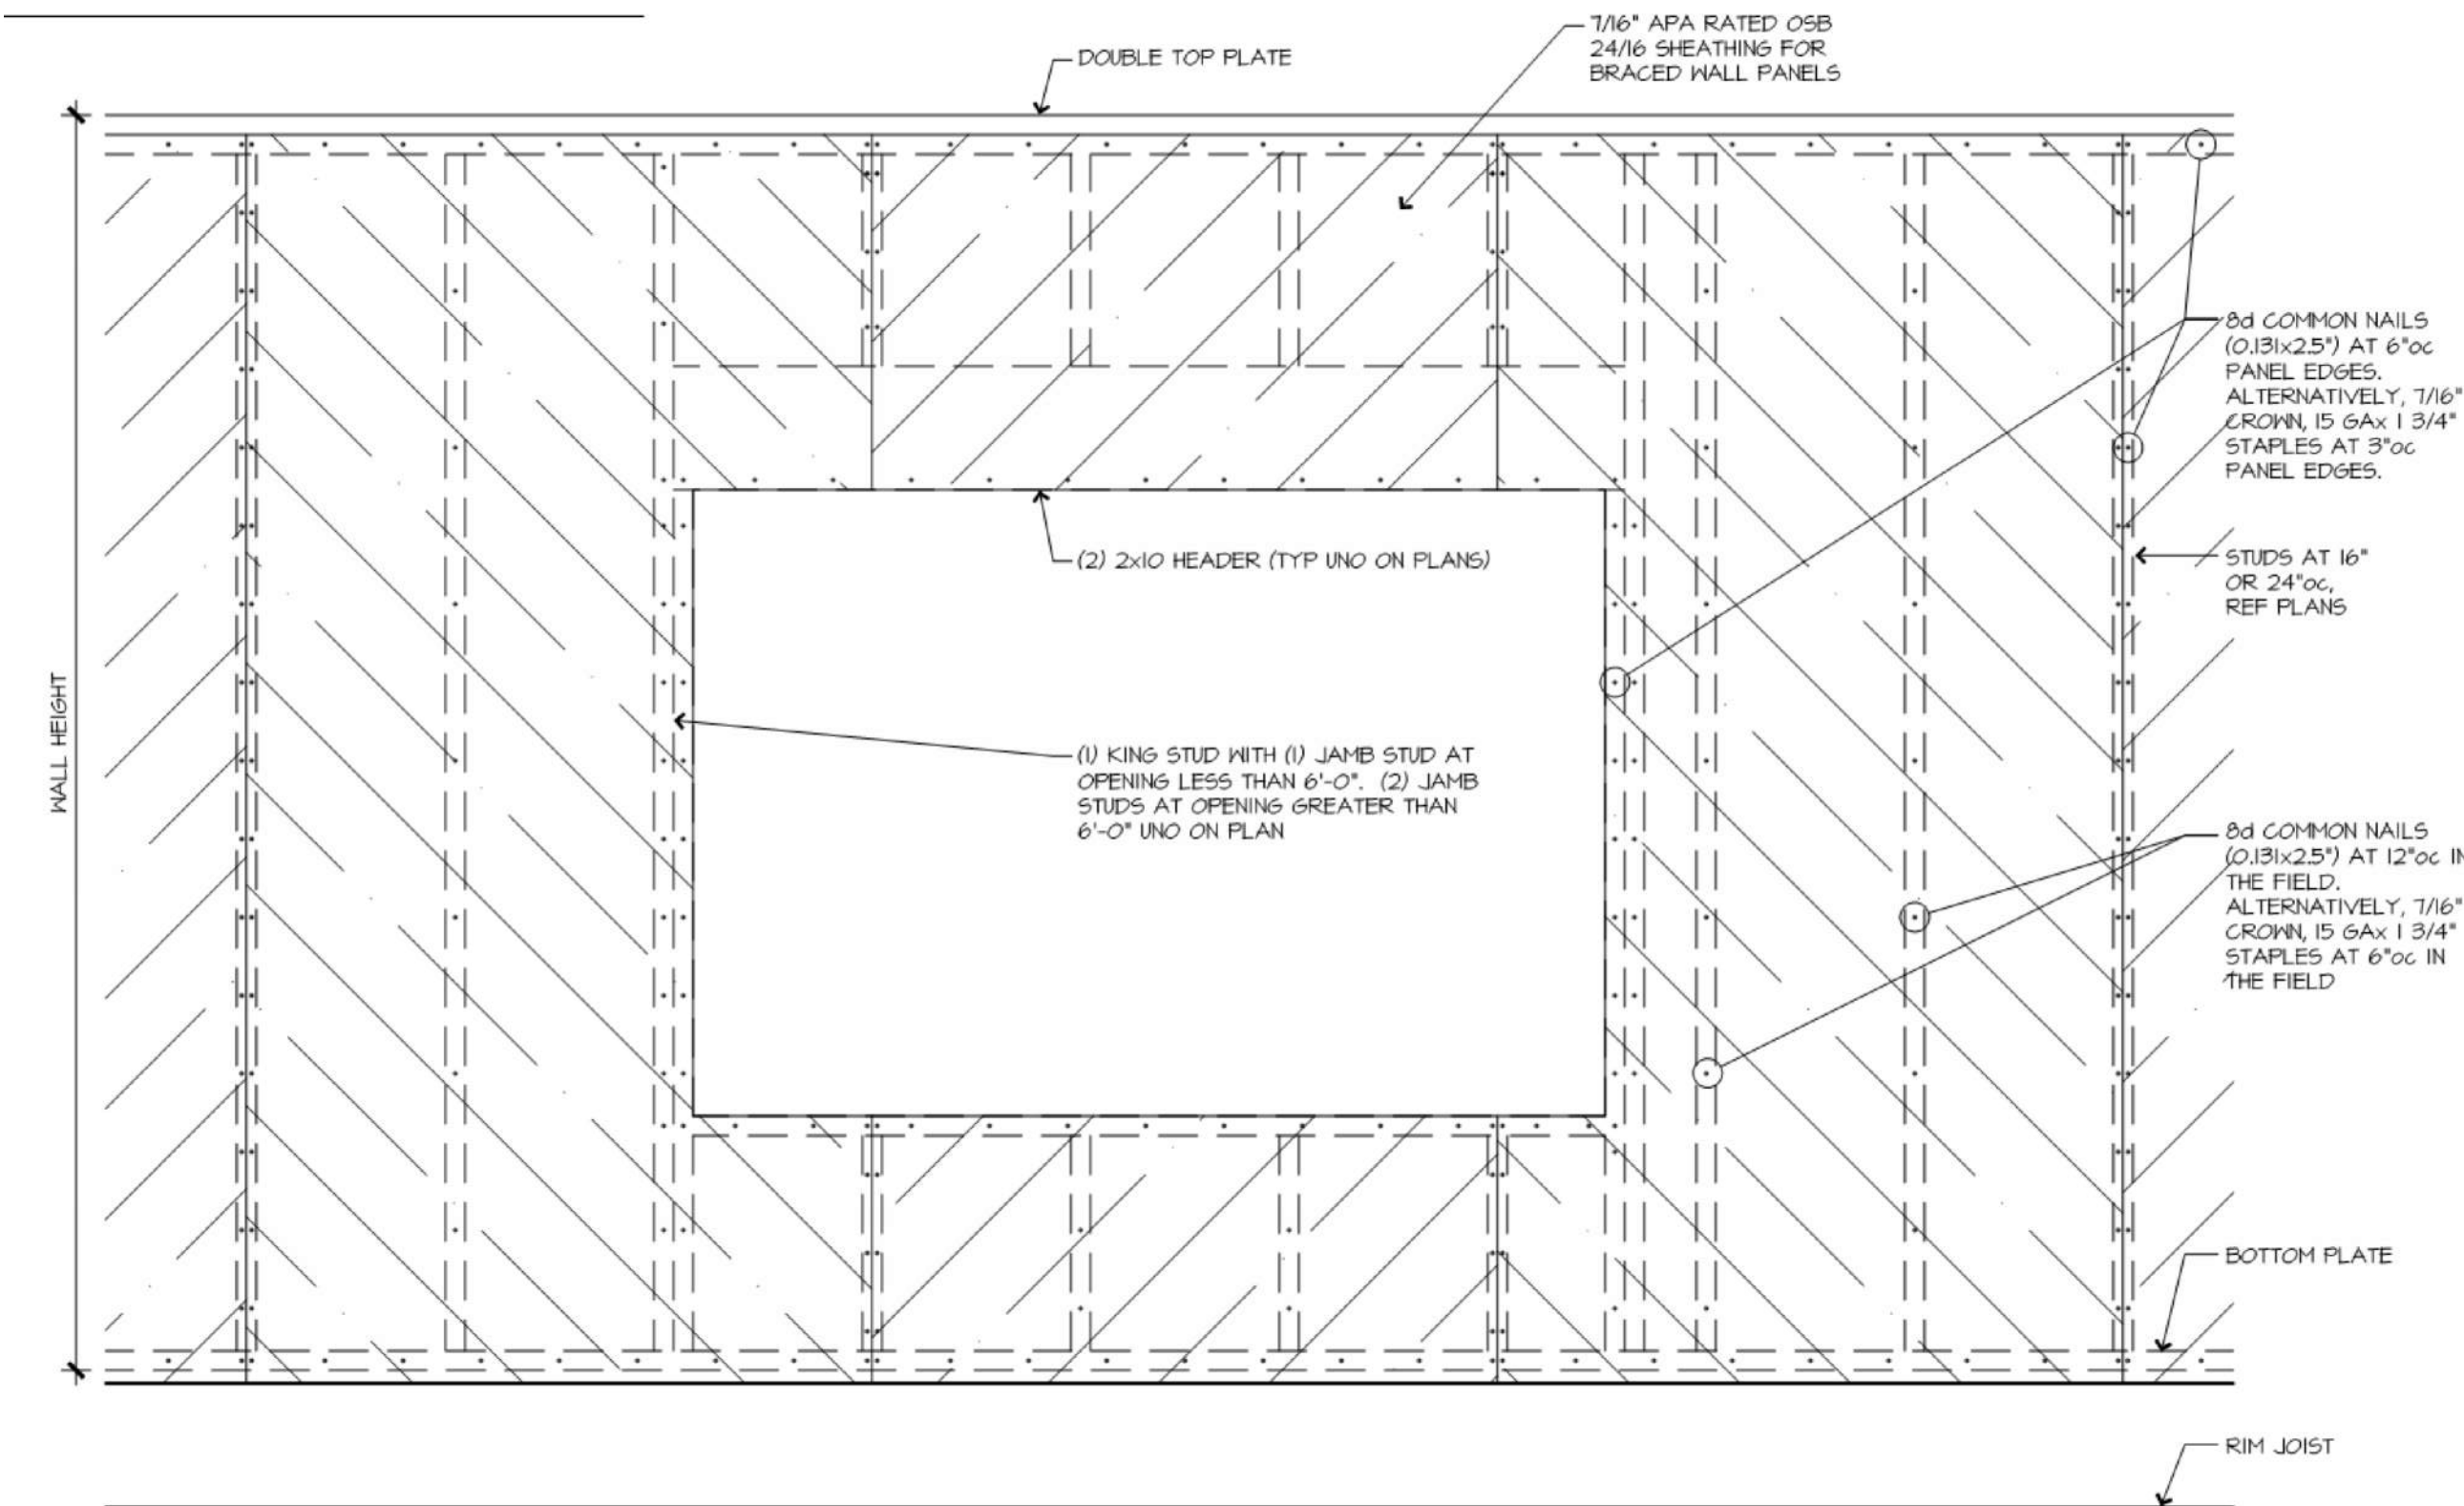 7/16" APA RATED OSB
24/16 SHEATHING FOR
BRACED WALL PANELS
DOUBLE TOP PLATE
8d COMMON NAILS
(0.131x2.5") AT 6"oc
PANEL EDGES.
ALTERNATIVELY, 7/16"
CROWN, 15 GAx 1 3/4"
STAPLES AT 3"oc
PANEL EDGES.
(2) 2x10 HEADER (TYP UNO ON PLANS)
STUDS AT 16"
OR 24"oc,
REF PLANS
WALL HEIGHT
(1) KING STUD WITH (1) JAMB STUD AT
OPENING LESS THAN 6'-0". (2) JAMB
STUDS AT OPENING GREATER THAN
6'-0" UNO ON PLAN
8d COMMON NAILS
(0.131x2.5") AT 12"oc IN
THE FIELD.
ALTERNATIVELY, 7/16"
CROWN, 15 GAx 1 3/4"
STAPLES AT 6"oc IN
THE FIELD
BOTTOM PLATE
RIM JOIST